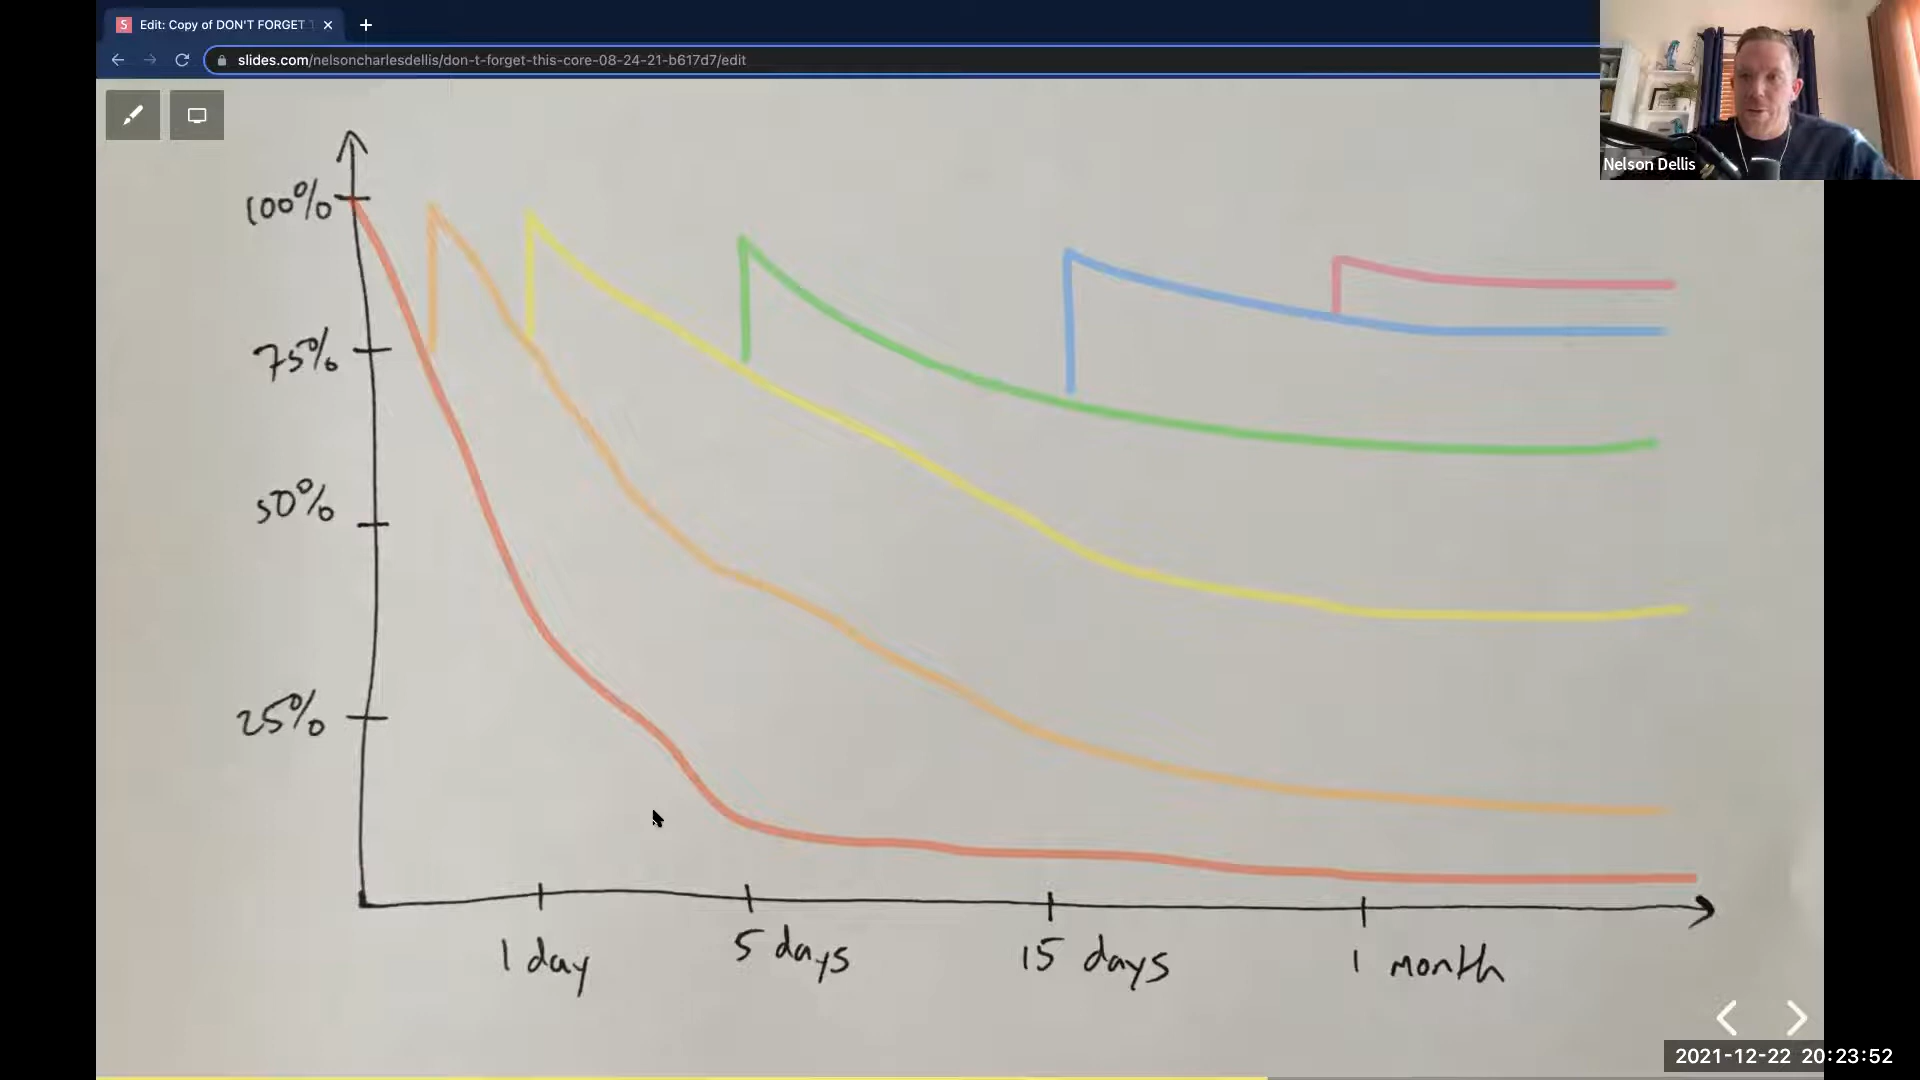 S
Edit: Copy of DON'T FORGET
slides.com/nelsoncharlesdellis/don-t-forget-this-core-08-24-21-b617d7/edit
Nelson Dellis
100%
75%
50%
25%
1 day
5 days
15 days
1 month
2021-12-22 20:23:52